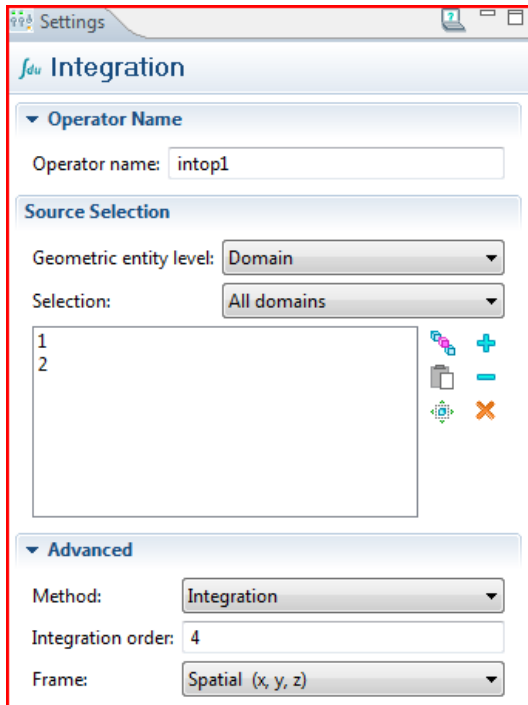 Settings
∫du Integration
Operator Name
Operator name: intop1
Source Selection
Geometric entity level: Domain
Selection: All domains
1
2
Advanced
Method: Integration
Integration order: 4
Frame: Spatial (x, y, z)